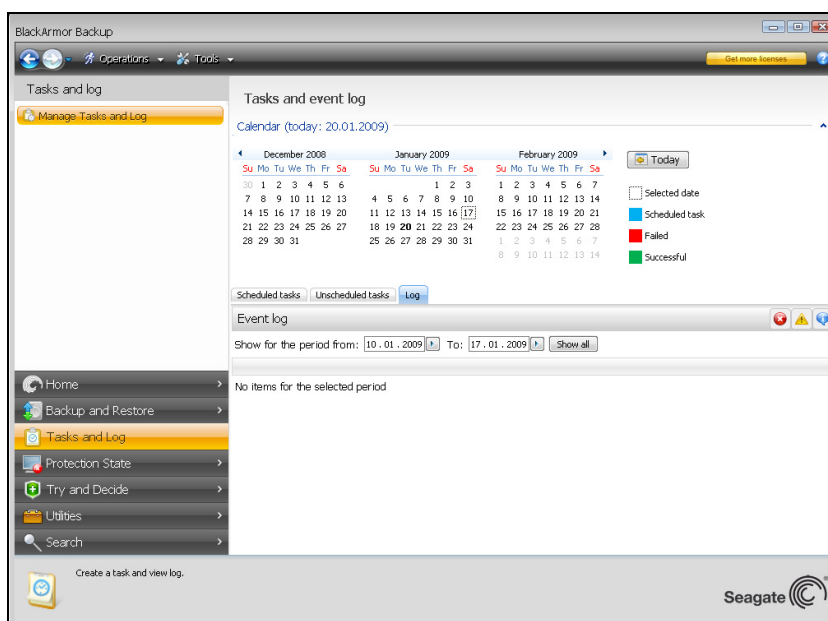 BlackArmor Backup
Operations Tools Get more licenses ?
Tasks and log
Manage Tasks and Log
Tasks and event log
Calendar (today: 20.01.2009)
December 2008 January 2009 February 2009
Su Mo Tu We Th Fr Sa Su Mo Tu We Th Fr Sa Su Mo Tu We Th Fr Sa
30 1 2 3 4 5 6 1 2 3 1 2 3 4 5 6 7
7 8 9 10 11 12 13 4 5 6 7 8 9 10 8 9 10 11 12 13 14
14 15 16 17 18 19 20 11 12 13 14 15 16 17 15 16 17 18 19 20 21
21 22 23 24 25 26 27 18 19 20 21 22 23 24 22 23 24 25 26 27 28
28 29 30 31 25 26 27 28 29 30 31 1 2 3 4 5 6 7
8 9 10 11 12 13 14
Today
Selected date
Scheduled task
Failed
Successful
Scheduled tasks Unscheduled tasks Log
Event log
Show for the period from: 10 . 01 . 2009 To: 17 . 01 . 2009 Show all
No items for the selected period
Home
Backup and Restore
Tasks and Log
Protection State
Try and Decide
Utilities
Search
Create a task and view log.
Seagate